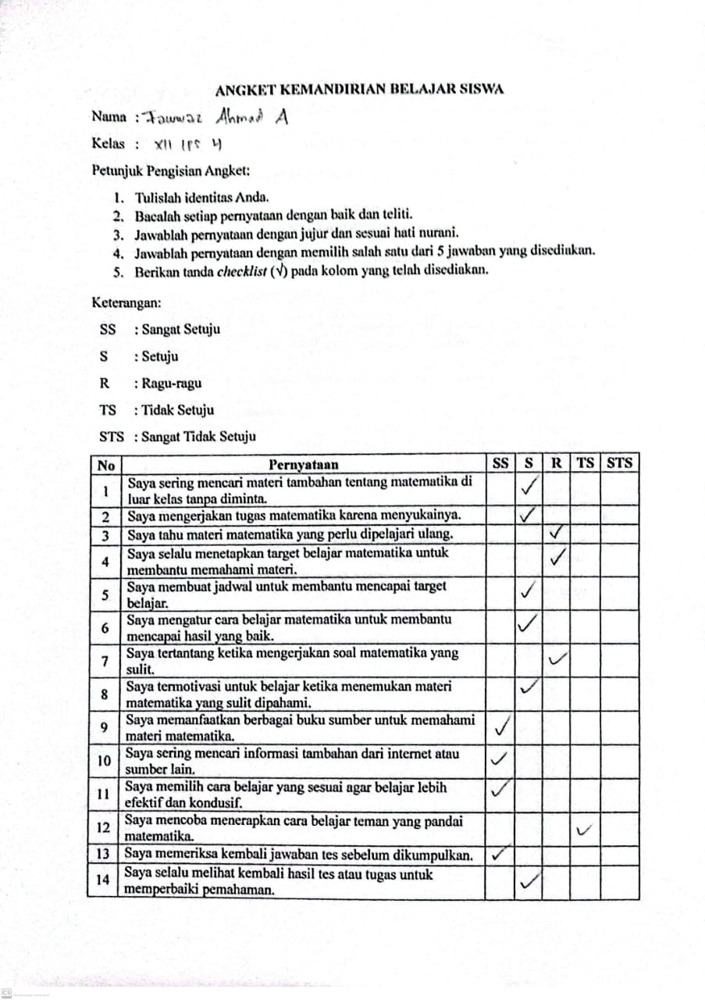 ANGKET KEMANDIRIAN BELAJAR SISWA
Nama : Fawwaz Ahmad A
Kelas : XII IPS 4
Petunjuk Pengisian Angket:
1. Tulislah identitas Anda.
2. Bacalah setiap pernyataan dengan baik dan teliti.
3. Jawablah pernyataan dengan jujur dan sesuai hati nurani.
4. Jawablah pernyataan dengan memilih salah satu dari 5 jawaban yang disediakan.
5. Berikan tanda checklist (√) pada kolom yang telah disediakan.
Keterangan:
SS : Sangat Setuju
S : Setuju
R : Ragu-ragu
TS : Tidak Setuju
STS : Sangat Tidak Setuju
No Pernyataan SS S R TS STS
1 Saya sering mencari materi tambahan tentang matematika di
luar kelas tanpa diminta. ✓
2 Saya mengerjakan tugas matematika karena menyukainya. ✓
3 Saya tahu materi matematika yang perlu dipelajari ulang. ✓
4 Saya selalu menetapkan target belajar matematika untuk
membantu memahami materi. ✓
5 Saya membuat jadwal untuk membantu mencapai target
belajar. ✓
6 Saya mengatur cara belajar matematika untuk membantu
mencapai hasil yang baik. ✓
7 Saya tertantang ketika mengerjakan soal matematika yang
sulit. ✓
8 Saya termotivasi untuk belajar ketika menemukan materi
matematika yang sulit dipahami. ✓
9 Saya memanfaatkan berbagai buku sumber untuk memahami
materi matematika. ✓
10 Saya sering mencari informasi tambahan dari internet atau
sumber lain. ✓
11 Saya memilih cara belajar yang sesuai agar belajar lebih
efektif dan kondusif. ✓
12 Saya mencoba menerapkan cara belajar teman yang pandai
matematika. ✓
13 Saya memeriksa kembali jawaban tes sebelum dikumpulkan. ✓
14 Saya selalu melihat kembali hasil tes atau tugas untuk
memperbaiki pemahaman. ✓
CS